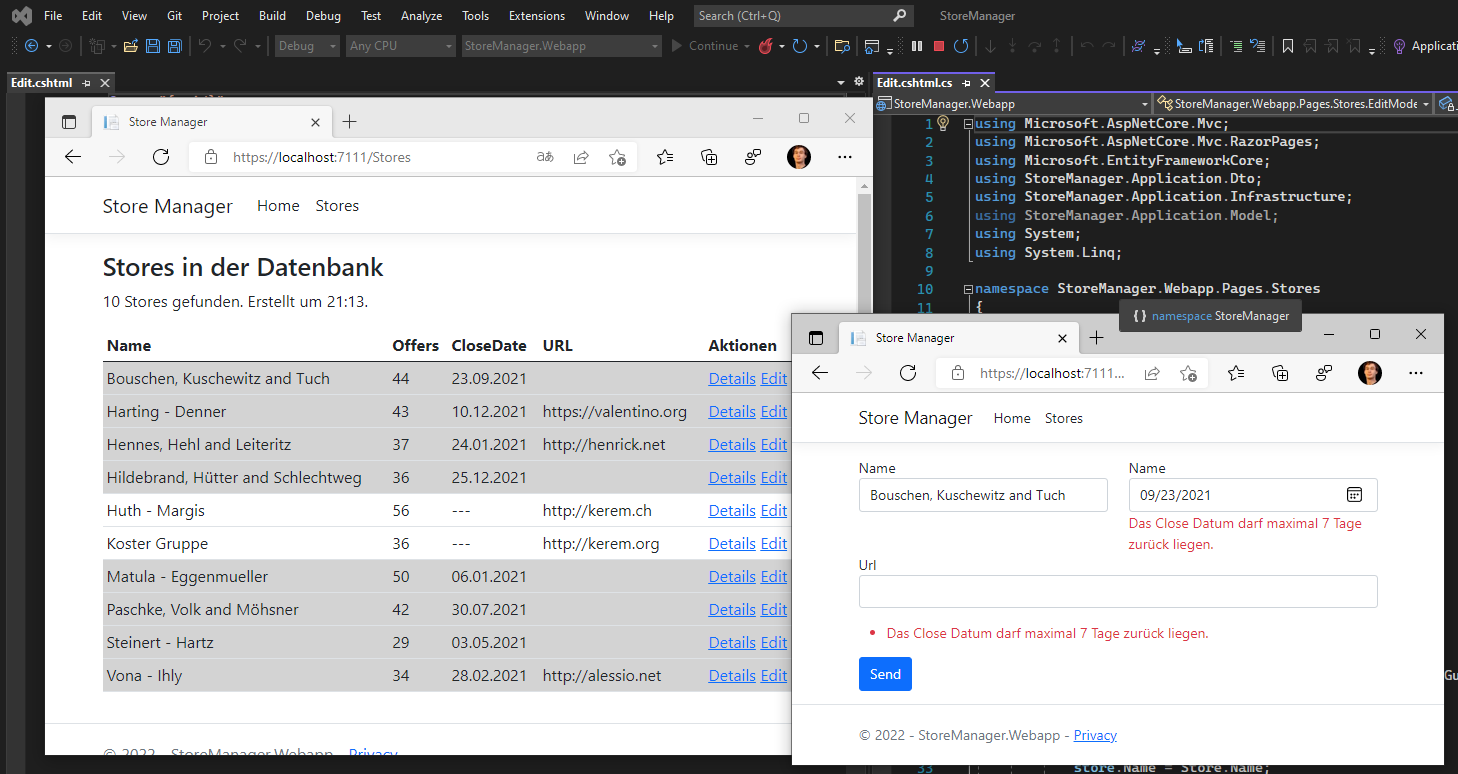 File Edit View Git Project Build Debug Test Analyze Tools Extensions Window Help Search (Ctrl+Q) StoreManager
Debug Any CPU StoreManager.Webapp Continue Applicati
Edit.cshtml
Edit.cshtml.cs
StoreManager.Webapp StoreManager.Webapp.Pages.Stores.EditMode
1 using Microsoft.AspNetCore.Mvc;
2 using Microsoft.AspNetCore.Mvc.RazorPages;
3 using Microsoft.EntityFrameworkCore;
4 using StoreManager.Application.Dto;
5 using StoreManager.Application.Infrastructure;
6 using StoreManager.Application.Model;
7 using System;
8 using System.Linq;
9
10 namespace StoreManager.Webapp.Pages.Stores
11 {
{ } namespace StoreManager
Store Manager
https://localhost:7111/Stores
Store Manager Home Stores
Stores in der Datenbank
10 Stores gefunden. Erstellt um 21:13.
Name Offers CloseDate URL Aktionen
Bouschen, Kuschewitz and Tuch 44 23.09.2021 Details Edit
Harting - Denner 43 10.12.2021 https://valentino.org Details Edit
Hennes, Hehl and Leiteritz 37 24.01.2021 http://henrick.net Details Edit
Hildebrand, Hütter and Schlechtweg 36 25.12.2021 Details Edit
Huth - Margis 56 --- http://kerem.ch Details Edit
Koster Gruppe 36 --- http://kerem.org Details Edit
Matula - Eggenmueller 50 06.01.2021 Details Edit
Paschke, Volk and Möhsner 42 30.07.2021 Details Edit
Steinert - Hartz 29 03.05.2021 Details Edit
Vona - Ihly 34 28.02.2021 http://alessio.net Details Edit
© 2022 - StoreManager.Webapp - Privacy
Store Manager
https://localhost:7111...
Store Manager Home Stores
Name Name
Bouschen, Kuschewitz and Tuch 09/23/2021
Das Close Datum darf maximal 7 Tage
zurück liegen.
Url
• Das Close Datum darf maximal 7 Tage zurück liegen.
Send
© 2022 - StoreManager.Webapp - Privacy
Gu
33 store.Name = Store.Name;